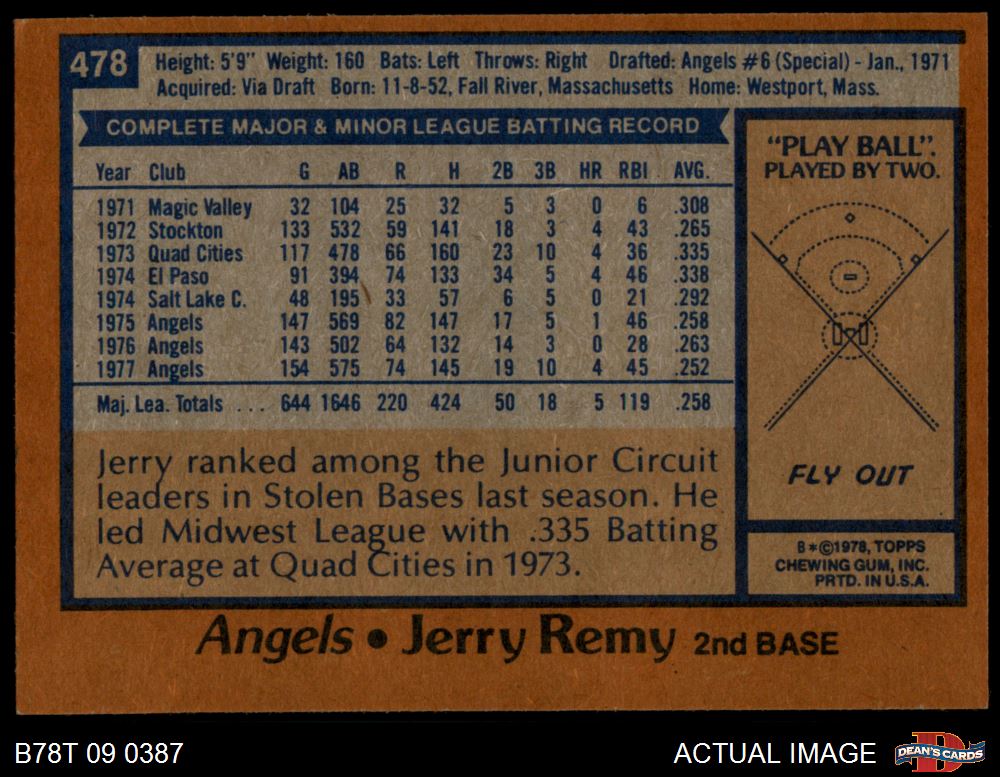 478
Height: 5'9" Weight: 160 Bats: Left Throws: Right Drafted: Angels #6 (Special) - Jan., 1971
Acquired: Via Draft Born: 11-8-52, Fall River, Massachusetts Home: Westport, Mass.
COMPLETE MAJOR & MINOR LEAGUE BATTING RECORD
Year Club G AB R H 2B 3B HR RBI AVG.
1971 Magic Valley 32 104 25 32 5 3 0 6 .308
1972 Stockton 133 532 59 141 18 3 4 43 .265
1973 Quad Cities 117 478 66 160 23 10 4 36 .335
1974 El Paso 91 394 74 133 34 5 4 46 .338
1974 Salt Lake C. 48 195 33 57 6 5 0 21 .292
1975 Angels 147 569 82 147 17 5 1 46 .258
1976 Angels 143 502 64 132 14 3 0 28 .263
1977 Angels 154 575 74 145 19 10 4 45 .252
Maj. Lea. Totals ... 644 1646 220 424 50 18 5 119 .258
Jerry ranked among the Junior Circuit
leaders in Stolen Bases last season. He
led Midwest League with .335 Batting
Average at Quad Cities in 1973.
"PLAY BALL".
PLAYED BY TWO.
FLY OUT
B*©1978, TOPPS
CHEWING GUM, INC.
PRTD. IN U.S.A.
Angels • Jerry Remy 2nd BASE
B78T 09 0387
ACTUAL IMAGE
D
DEAN'S CARDS